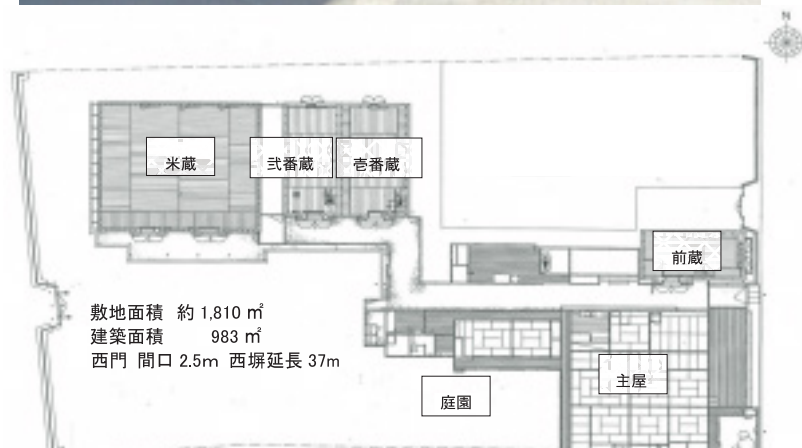 N
米蔵
弐番蔵
壱番蔵
前蔵
敷地面積 約 1,810 ㎡
建築面積 983 ㎡
西門 間口 2.5m 西塀延長 37m
主屋
庭園